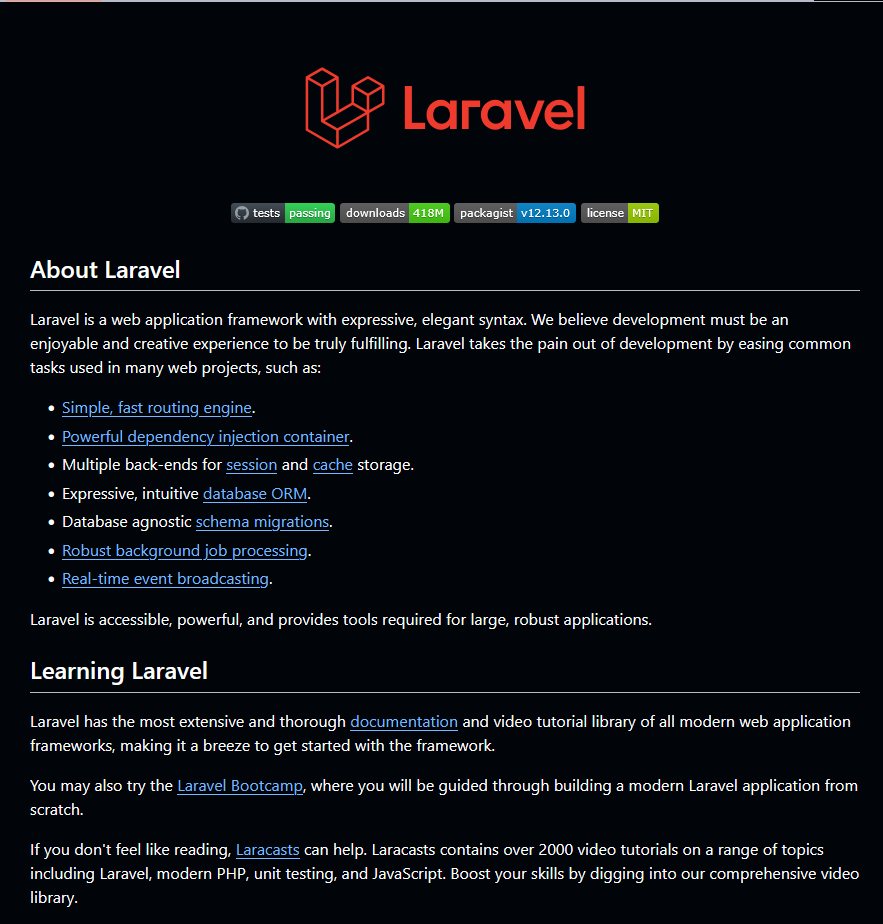 Laravel
tests passing downloads 418M packagist v12.13.0 license MIT
About Laravel
Laravel is a web application framework with expressive, elegant syntax. We believe development must be an
enjoyable and creative experience to be truly fulfilling. Laravel takes the pain out of development by easing common
tasks used in many web projects, such as:
• Simple, fast routing engine.
• Powerful dependency injection container.
• Multiple back-ends for session and cache storage.
• Expressive, intuitive database ORM.
• Database agnostic schema migrations.
• Robust background job processing.
• Real-time event broadcasting.
Laravel is accessible, powerful, and provides tools required for large, robust applications.
Learning Laravel
Laravel has the most extensive and thorough documentation and video tutorial library of all modern web application
frameworks, making it a breeze to get started with the framework.
You may also try the Laravel Bootcamp, where you will be guided through building a modern Laravel application from
scratch.
If you don't feel like reading, Laracasts can help. Laracasts contains over 2000 video tutorials on a range of topics
including Laravel, modern PHP, unit testing, and JavaScript. Boost your skills by digging into our comprehensive video
library.